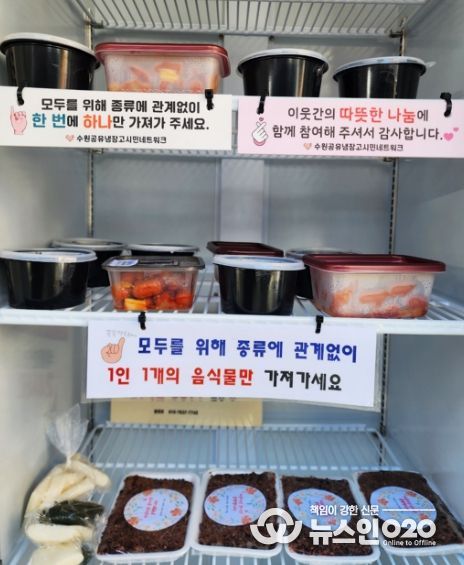 모두를 위해 종류에 관계없이
한 번에 하나만 가져가 주세요.
수원공유냉장고시민네트워크
이웃간의 따뜻한 나눔에
함께 참여해 주셔서 감사합니다.
수원공유냉장고시민네트워크
모두를 위해 종류에 관계없이
1인 1개의 음식물만 가져가세요
책임이 강한 신문
뉴스인020
Online to Offline